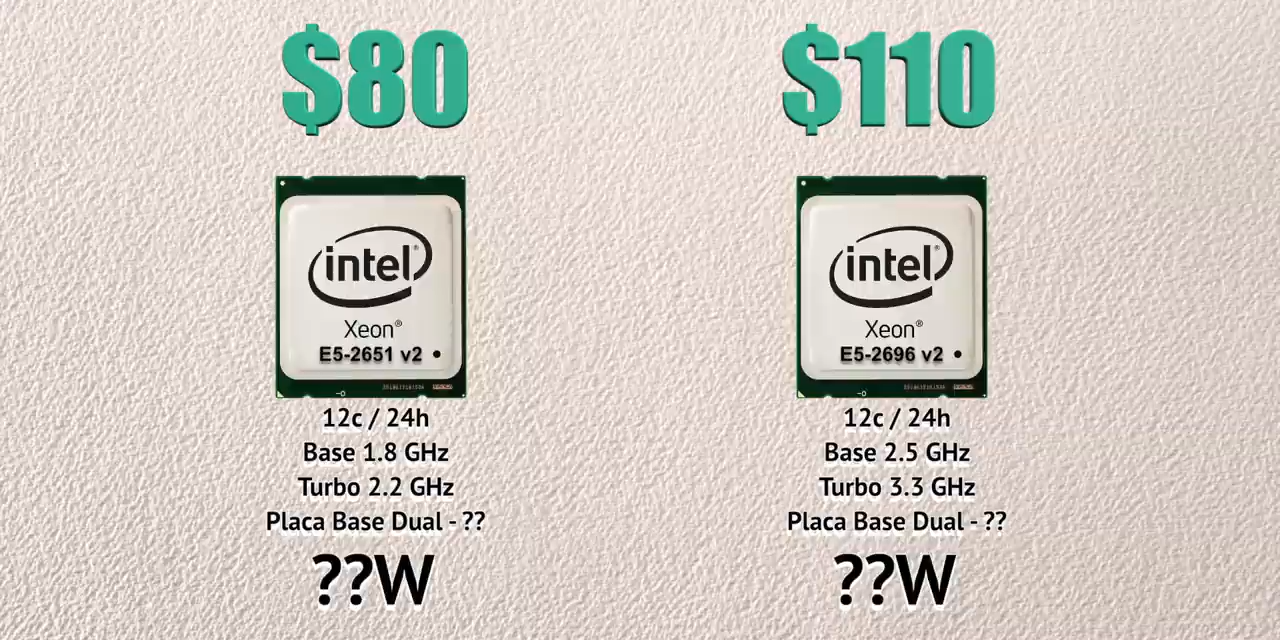 $80
$110
intel®
Xeon®
E5-2651 v2
intel®
Xeon®
E5-2696 v2
12c / 24h
Base 1.8 GHz
Turbo 2.2 GHz
Placa Base Dual - ??
??W
12c / 24h
Base 2.5 GHz
Turbo 3.3 GHz
Placa Base Dual - ??
??W